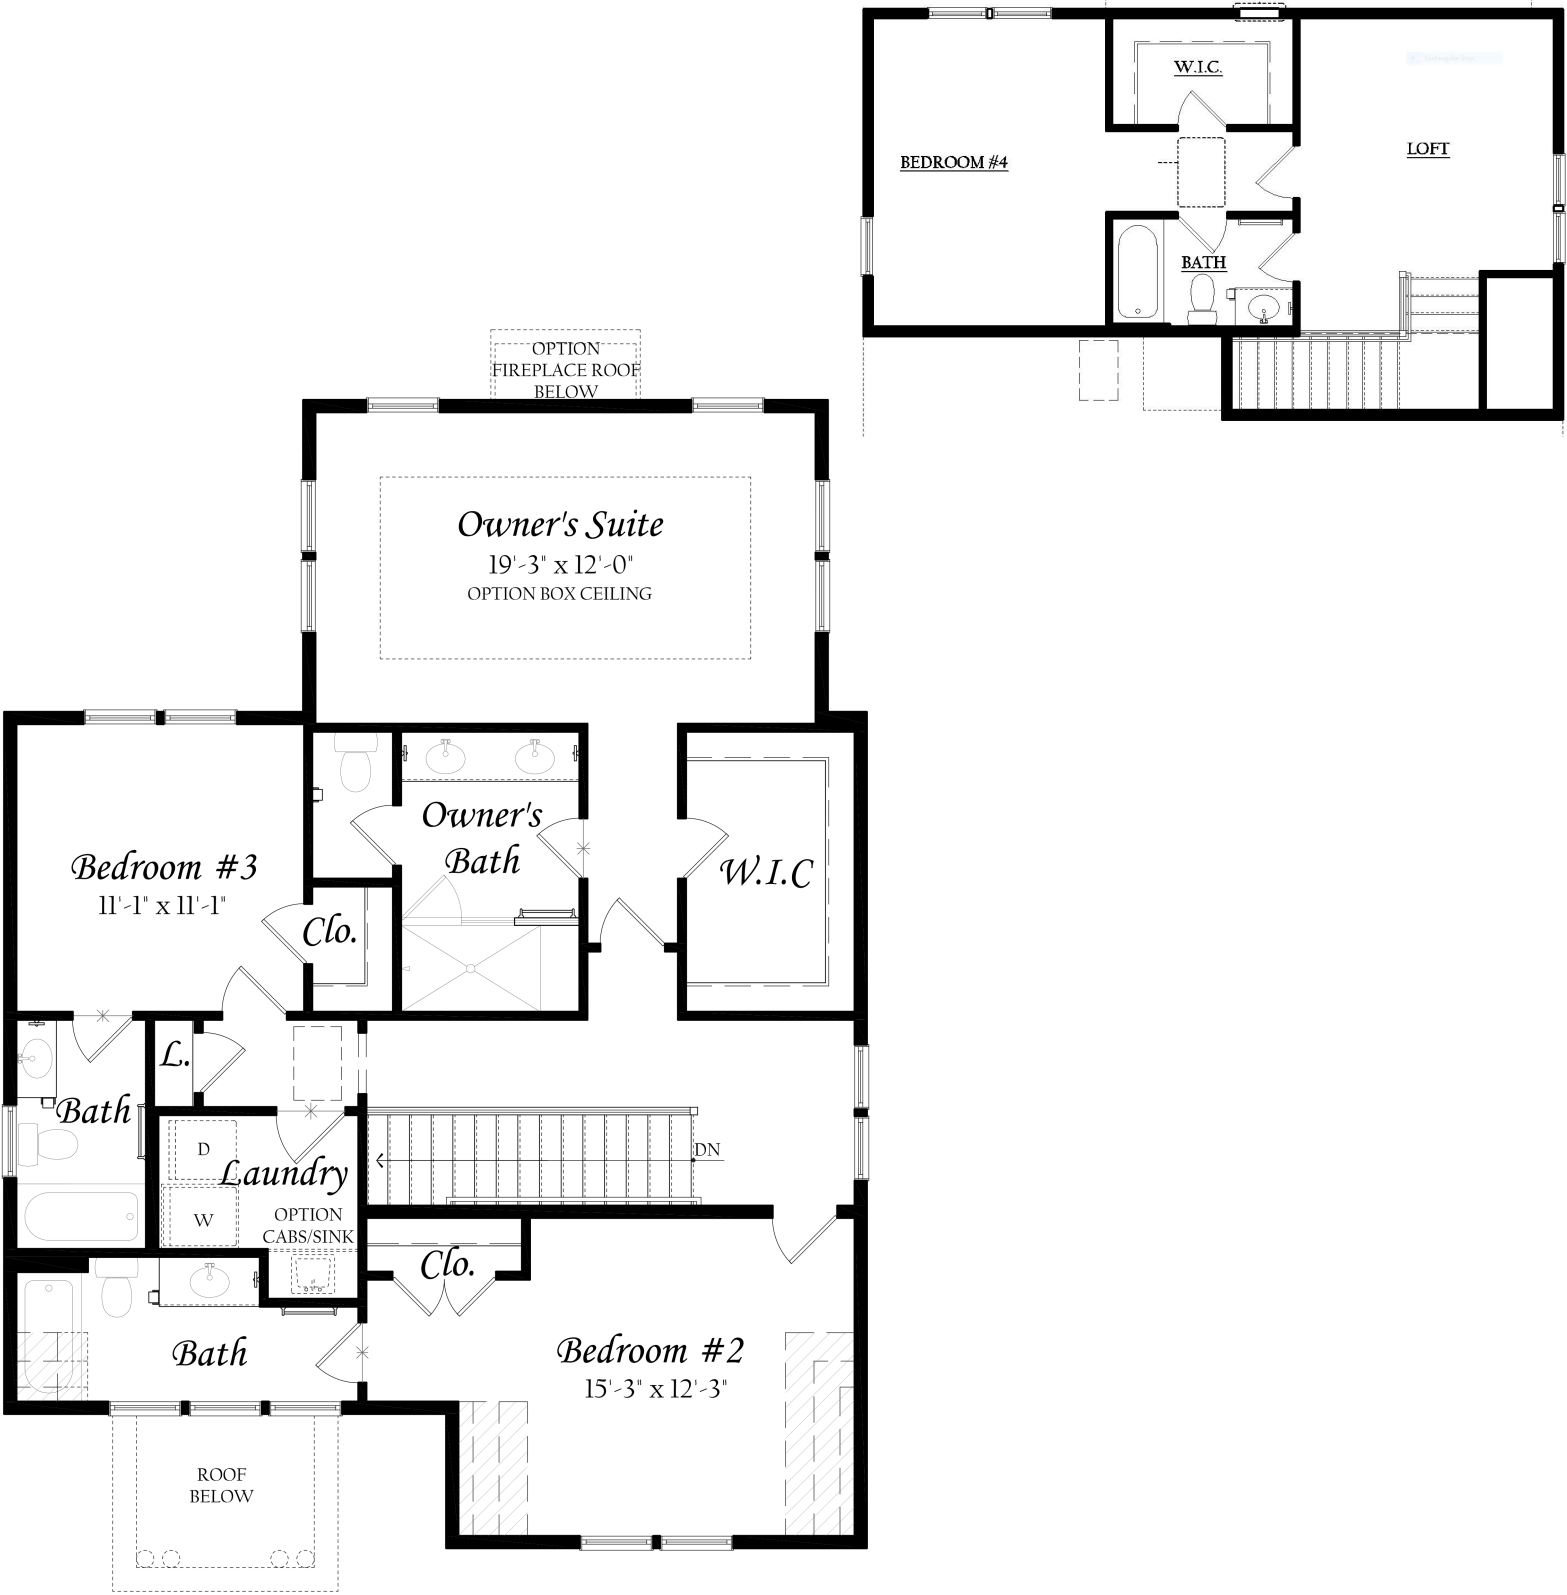 W.I.C.
BEDROOM #4
LOFT
BATH
OPTION
FIREPLACE ROOF
BELOW
Owner's Suite
19'-3" x 12'-0"
OPTION BOX CEILING
Owner's
Bath
Bedroom #3
11'-1" x 11'-1"
W.I.C
Clo.
L.
Bath
D
Laundry
DN
W
OPTION
CABS/SINK
Clo.
Bath
Bedroom #2
15'-3" x 12'-3"
ROOF
BELOW